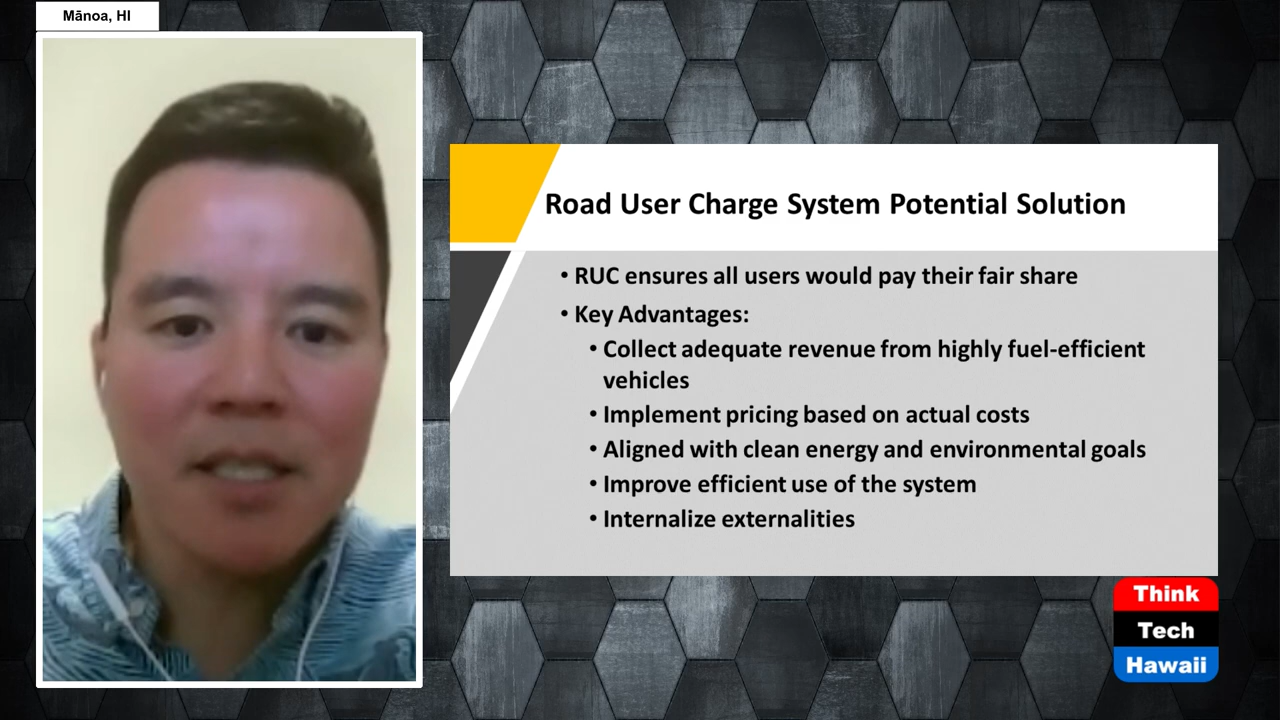 Mānoa, HI
Road User Charge System Potential Solution
• RUC ensures all users would pay their fair share
• Key Advantages:
• Collect adequate revenue from highly fuel-efficient
vehicles
• Implement pricing based on actual costs
• Aligned with clean energy and environmental goals
• Improve efficient use of the system
• Internalize externalities
Think
Tech
Hawaii